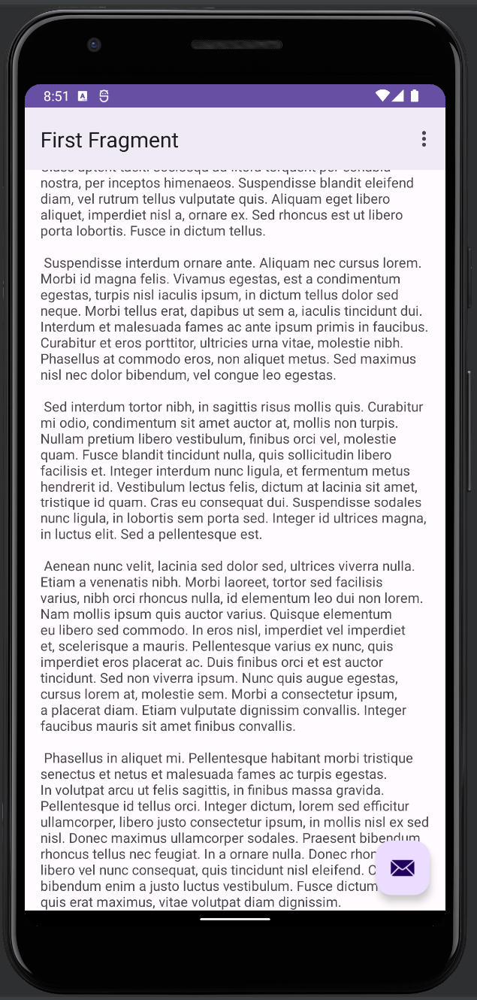 8:51
First Fragment
nostra, per inceptos himenaeos. Suspendisse blandit eleifend
diam, vel rutrum tellus vulputate quis. Aliquam eget libero
aliquet, imperdiet nisl a, ornare ex. Sed rhoncus est ut libero
porta lobortis. Fusce in dictum tellus.
Suspendisse interdum ornare ante. Aliquam nec cursus lorem.
Morbi id magna felis. Vivamus egestas, est a condimentum
egestas, turpis nisl iaculis ipsum, in dictum tellus dolor sed
neque. Morbi tellus erat, dapibus ut sem a, iaculis tincidunt dui.
Interdum et malesuada fames ac ante ipsum primis in faucibus.
Curabitur et eros porttitor, ultricies urna vitae, molestie nibh.
Phasellus at commodo eros, non aliquet metus. Sed maximus
nisl nec dolor bibendum, vel congue leo egestas.
Sed interdum tortor nibh, in sagittis risus mollis quis. Curabitur
mi odio, condimentum sit amet auctor at, mollis non turpis.
Nullam pretium libero vestibulum, finibus orci vel, molestie
quam. Fusce blandit tincidunt nulla, quis sollicitudin libero
facilisis et. Integer interdum nunc ligula, et fermentum metus
hendrerit id. Vestibulum lectus felis, dictum at lacinia sit amet,
tristique id quam. Cras eu consequat dui. Suspendisse sodales
nunc ligula, in lobortis sem porta sed. Integer id ultrices magna,
in luctus elit. Sed a pellentesque est.
Aenean nunc velit, lacinia sed dolor sed, ultrices viverra nulla.
Etiam a venenatis nibh. Morbi laoreet, tortor sed facilisis
varius, nibh orci rhoncus nulla, id elementum leo dui non lorem.
Nam mollis ipsum quis auctor varius. Quisque elementum
eu libero sed commodo. In eros nisl, imperdiet vel imperdiet
et, scelerisque a mauris. Pellentesque varius ex nunc, quis
imperdiet eros placerat ac. Duis finibus orci et est auctor
tincidunt. Sed non viverra ipsum. Nunc quis augue egestas,
cursus lorem at, molestie sem. Morbi a consectetur ipsum,
a placerat diam. Etiam vulputate dignissim convallis. Integer
faucibus mauris sit amet finibus convallis.
Phasellus in aliquet mi. Pellentesque habitant morbi tristique
senectus et netus et malesuada fames ac turpis egestas.
In volutpat arcu ut felis sagittis, in finibus massa gravida.
Pellentesque id tellus orci. Integer dictum, lorem sed efficitur
ullamcorper, libero justo consectetur ipsum, in mollis nisl ex sed
nisl. Donec maximus ullamcorper sodales. Praesent bibendum
rhoncus tellus nec feugiat. In a ornare nulla. Donec
libero vel nunc consequat, quis tincidunt nisl eleifend.
bibendum enim a justo luctus vestibulum. Fusce dictum
quis erat maximus, vitae volutpat diam dignissim.